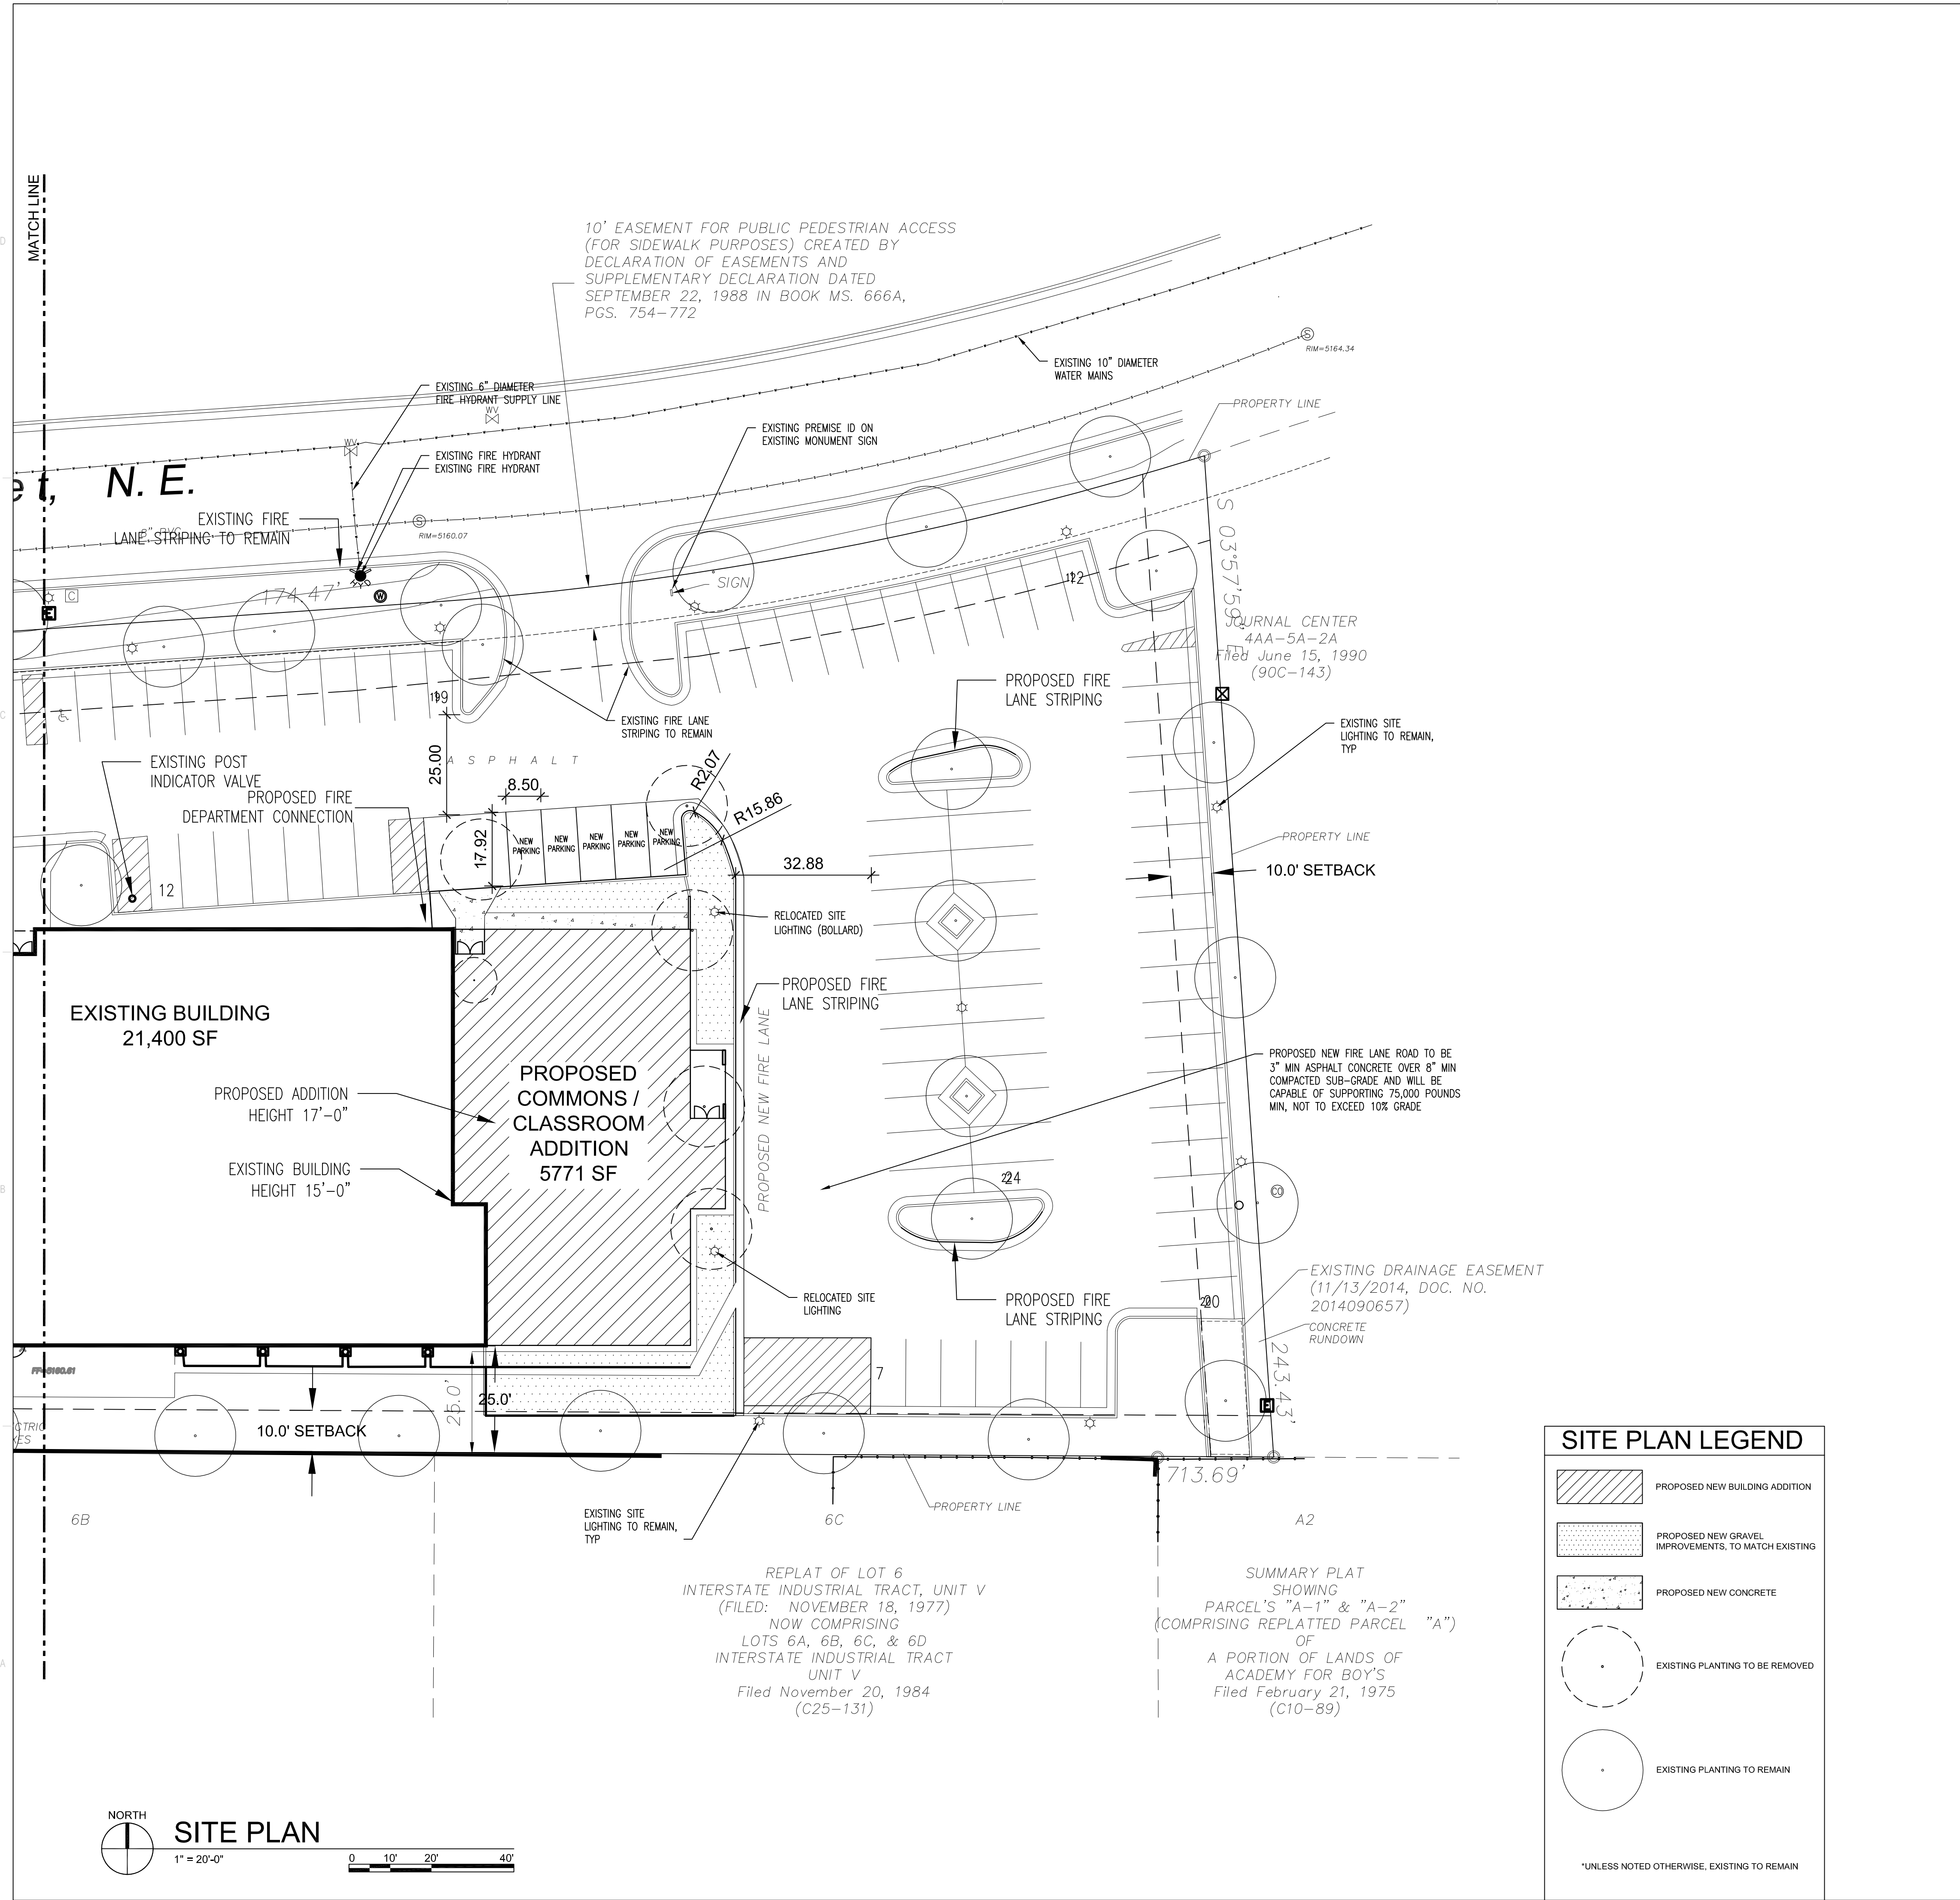 MATCH LINE
10' EASEMENT FOR PUBLIC PEDESTRIAN ACCESS
(FOR SIDEWALK PURPOSES) CREATED BY
DECLARATION OF EASEMENTS AND
SUPPLEMENTARY DECLARATION DATED
SEPTEMBER 22, 1988 IN BOOK MS. 666A,
PGS. 754-772
S
RIM=5164.34
EXISTING 10" DIAMETER
WATER MAINS
EXISTING 6" DIAMETER
FIRE HYDRANT SUPPLY LINE
WV
WV
PROPERTY LINE
EXISTING PREMISE ID ON
EXISTING MONUMENT SIGN
EXISTING FIRE HYDRANT
EXISTING FIRE HYDRANT
et, N.E.
EXISTING FIRE
LANE STRIPING TO REMAIN
8" PVC
S
RIM=5160.07
HYD
W
C
E
174.47'
SIGN
12
S 03°57'59" E
JOURNAL CENTER
4AA-5A-2A
Filed June 15, 1990
(90C-143)
19
PROPOSED FIRE
LANE STRIPING
EXISTING FIRE LANE
STRIPING TO REMAIN
EXISTING SITE
LIGHTING TO REMAIN,
TYP
25.00
ASPHALT
EXISTING POST
INDICATOR VALVE
PROPOSED FIRE
DEPARTMENT CONNECTION
8.50
R2.07
R15.86
17.92
NEW
PARKING
NEW
PARKING
NEW
PARKING
NEW
PARKING
NEW
PARKING
32.88
PROPERTY LINE
10.0' SETBACK
12
RELOCATED SITE
LIGHTING (BOLLARD)
PROPOSED FIRE
LANE STRIPING
EXISTING BUILDING
21,400 SF
PROPOSED NEW FIRE LANE
PROPOSED NEW FIRE LANE ROAD TO BE
3" MIN ASPHALT CONCRETE OVER 8" MIN
COMPACTED SUB-GRADE AND WILL BE
CAPABLE OF SUPPORTING 75,000 POUNDS
MIN, NOT TO EXCEED 10% GRADE
PROPOSED ADDITION
HEIGHT 17'-0"
PROPOSED
COMMONS /
CLASSROOM
ADDITION
5771 SF
EXISTING BUILDING
HEIGHT 15'-0"
24
CO
RELOCATED SITE
LIGHTING
PROPOSED FIRE
LANE STRIPING
20
EXISTING DRAINAGE EASEMENT
(11/13/2014, DOC. NO.
2014090657)
CONCRETE
RUNDOWN
243.43'
7
E
FF=5160.61
25.0'
25.0'
10.0' SETBACK
713.69'
PROPERTY LINE
EXISTING SITE
LIGHTING TO REMAIN,
TYP
6B
6C
A2
REPLAT OF LOT 6
INTERSTATE INDUSTRIAL TRACT, UNIT V
(FILED: NOVEMBER 18, 1977)
NOW COMPRISING
LOTS 6A, 6B, 6C, & 6D
INTERSTATE INDUSTRIAL TRACT
UNIT V
Filed November 20, 1984
(C25-131)
SUMMARY PLAT
SHOWING
PARCEL'S "A-1" & "A-2"
(COMPRISING REPLATTED PARCEL "A")
OF
A PORTION OF LANDS OF
ACADEMY FOR BOY'S
Filed February 21, 1975
(C10-89)
SITE PLAN LEGEND
PROPOSED NEW BUILDING ADDITION
PROPOSED NEW GRAVEL
IMPROVEMENTS, TO MATCH EXISTING
PROPOSED NEW CONCRETE
EXISTING PLANTING TO BE REMOVED
EXISTING PLANTING TO REMAIN
*UNLESS NOTED OTHERWISE, EXISTING TO REMAIN
NORTH
SITE PLAN
1" = 20'-0"
0 10' 20' 40'
D
C
B
A